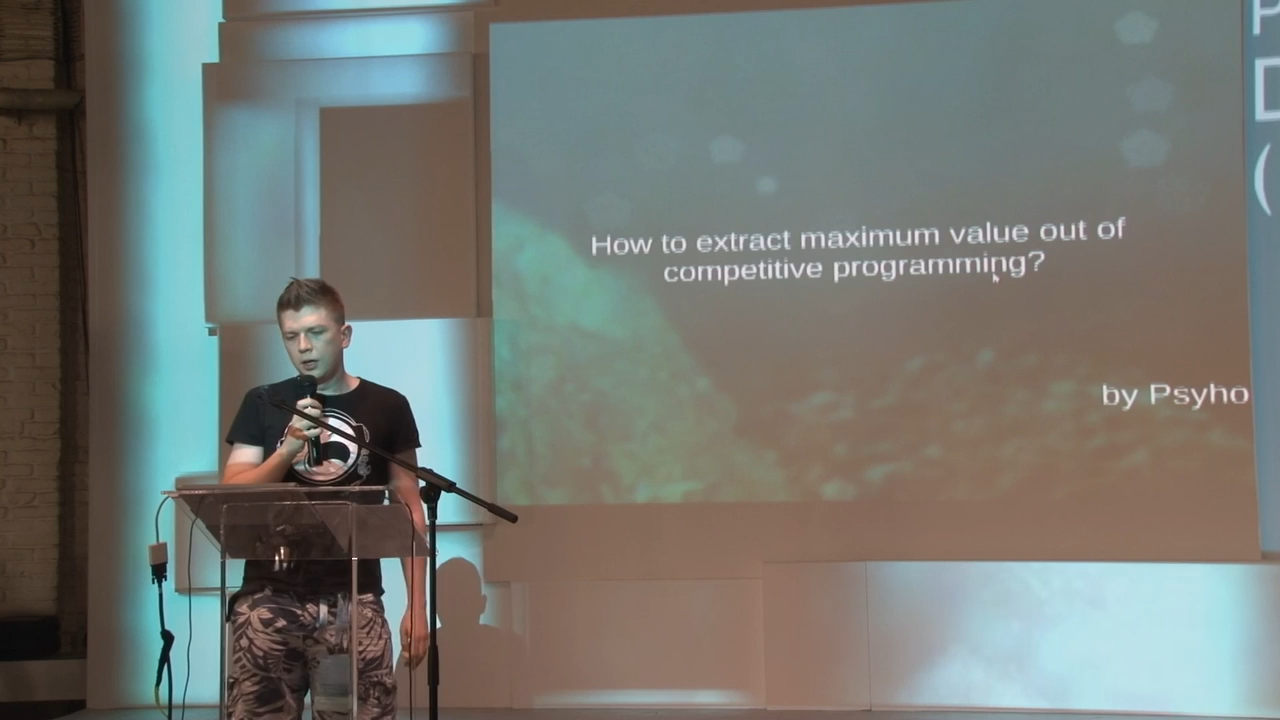 How to extract maximum value out of
competitive programming?
by Psyho